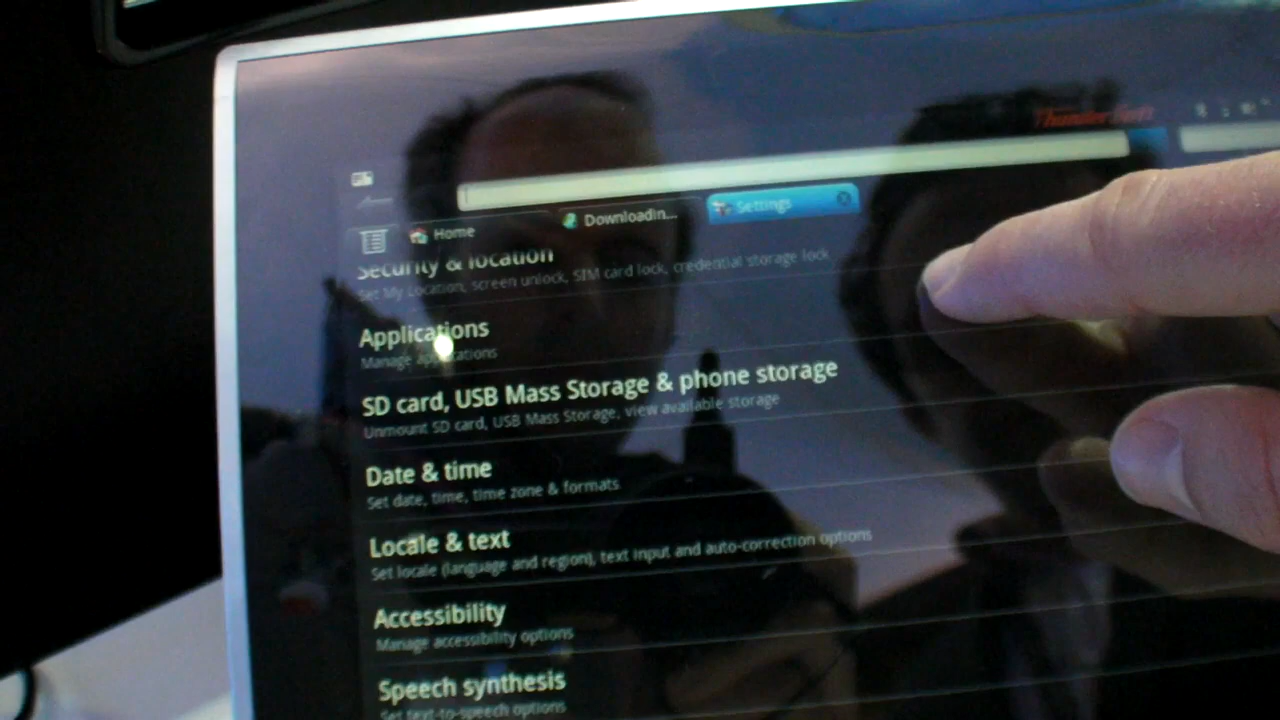 ThunderSoft
Home
Downloadin...
Settings
Security & location
Set My Location, screen unlock, SIM card lock, credential storage lock
Applications
Manage applications
SD card, USB Mass Storage & phone storage
Unmount SD card, USB Mass Storage, view available storage
Date & time
Set date, time, time zone & formats
Locale & text
Set locale (language and region), text input and auto-correction options
Accessibility
Manage accessibility options
Speech synthesis
Set text-to-speech options